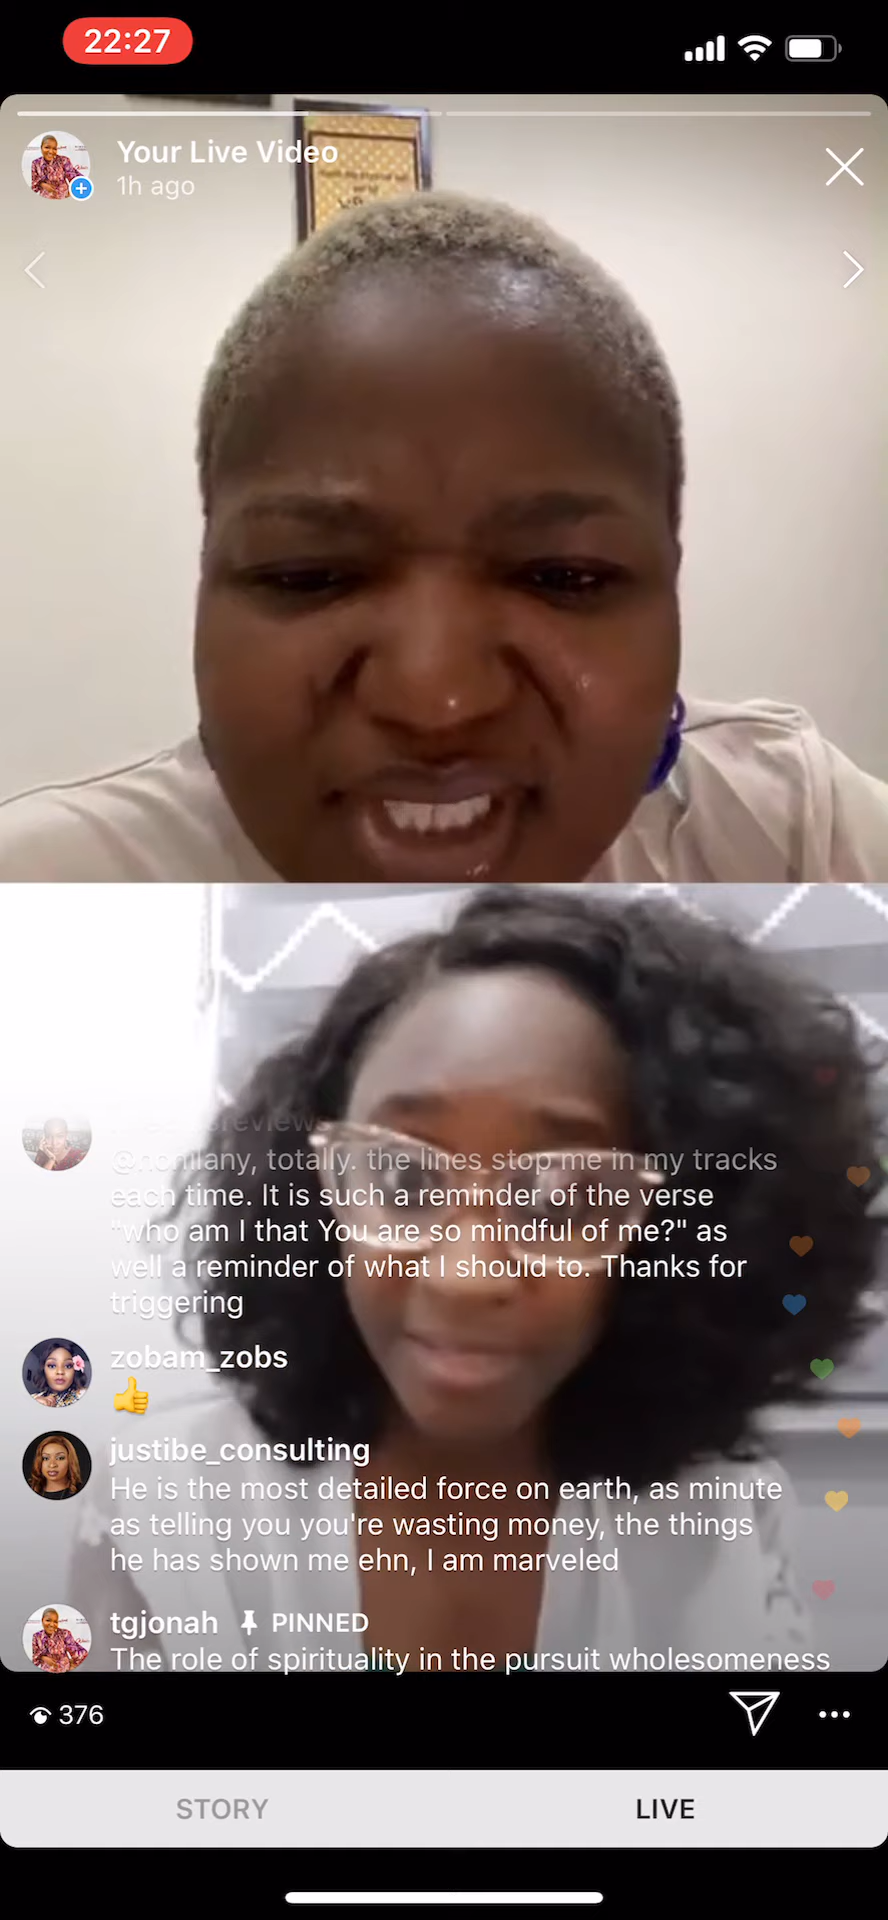 22:27
Your Live Video
1h ago
totally. the lines stop me in my tracks
each time. It is such a reminder of the verse
"who am I that You are so mindful of me?" as
well a reminder of what I should to. Thanks for
triggering
zobam_zobs
👍
justibe_consulting
He is the most detailed force on earth, as minute
as telling you you're wasting money, the things
he has shown me ehn, I am marveled
tgjonah PINNED
The role of spirituality in the pursuit wholesomeness
376
STORY
LIVE